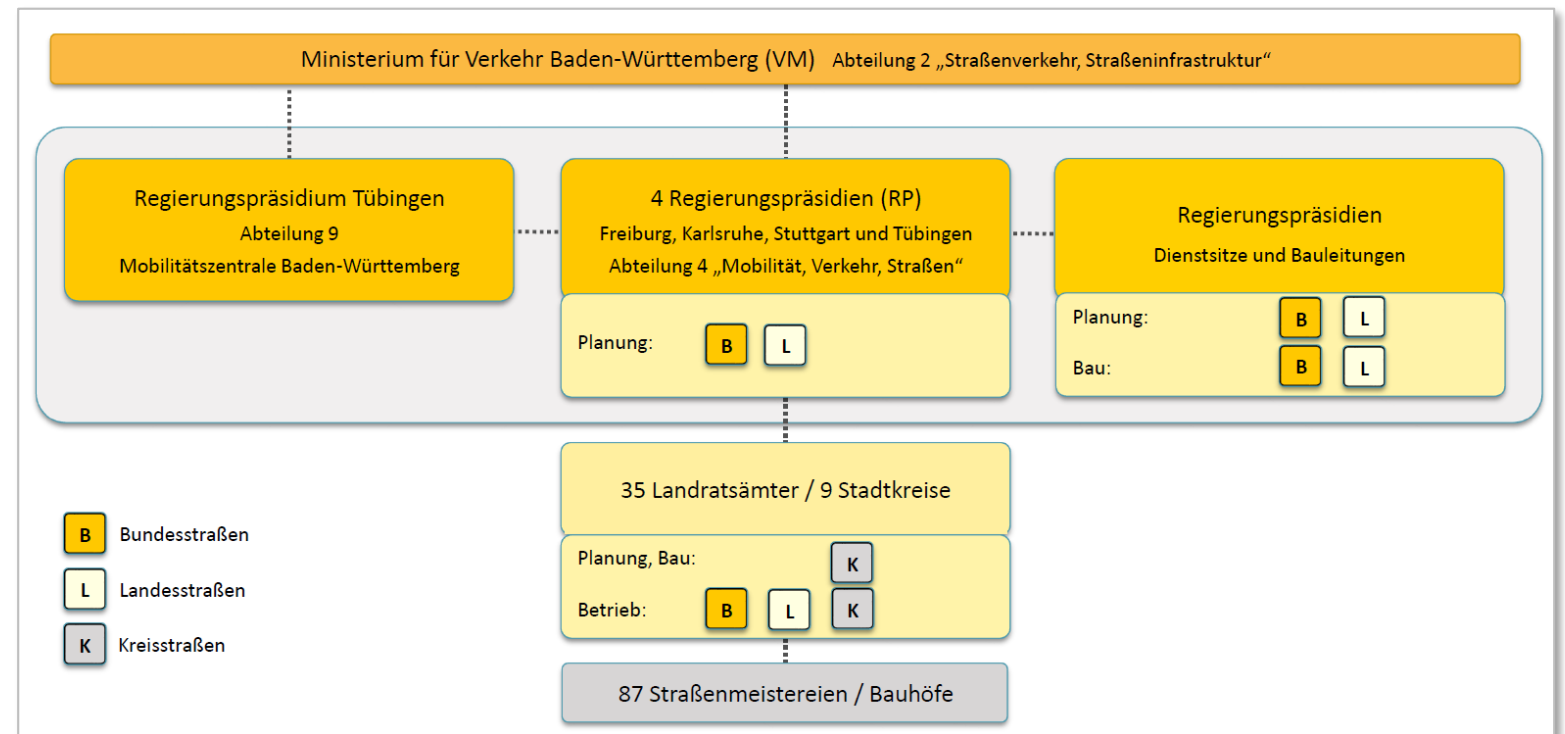 Ministerium für Verkehr Baden-Württemberg (VM) Abteilung 2 „Straßenverkehr, Straßeninfrastruktur“
Regierungspräsidium Tübingen
Abteilung 9
Mobilitätszentrale Baden-Württemberg
4 Regierungspräsidien (RP)
Freiburg, Karlsruhe, Stuttgart und Tübingen
Abteilung 4 „Mobilität, Verkehr, Straßen“
Planung: B L
Regierungspräsidien
Dienstsitze und Bauleitungen
Planung: B L
Bau: B L
35 Landratsämter / 9 Stadtkreise
Planung, Bau: K
Betrieb: B L K
87 Straßenmeistereien / Bauhöfe
B Bundesstraßen
L Landesstraßen
K Kreisstraßen